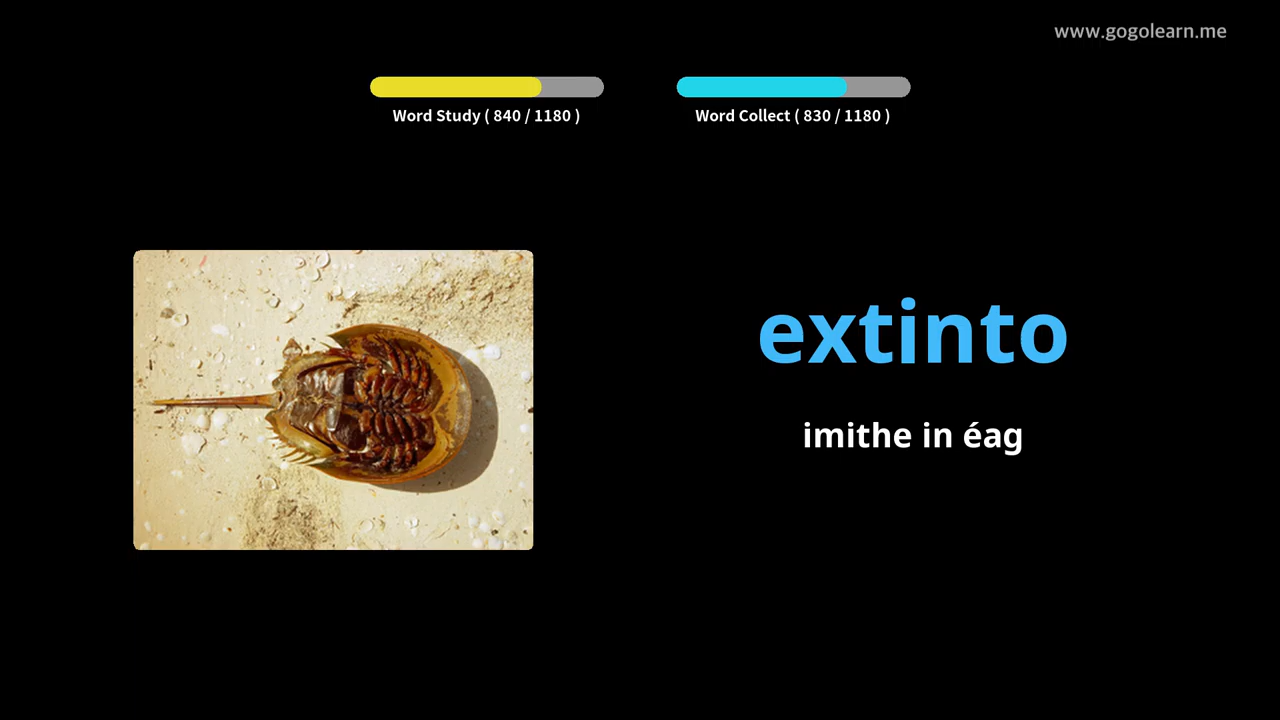 www.gogolearn.me
Word Study ( 840 / 1180 )
Word Collect ( 830 / 1180 )
extinto
imithe in éag